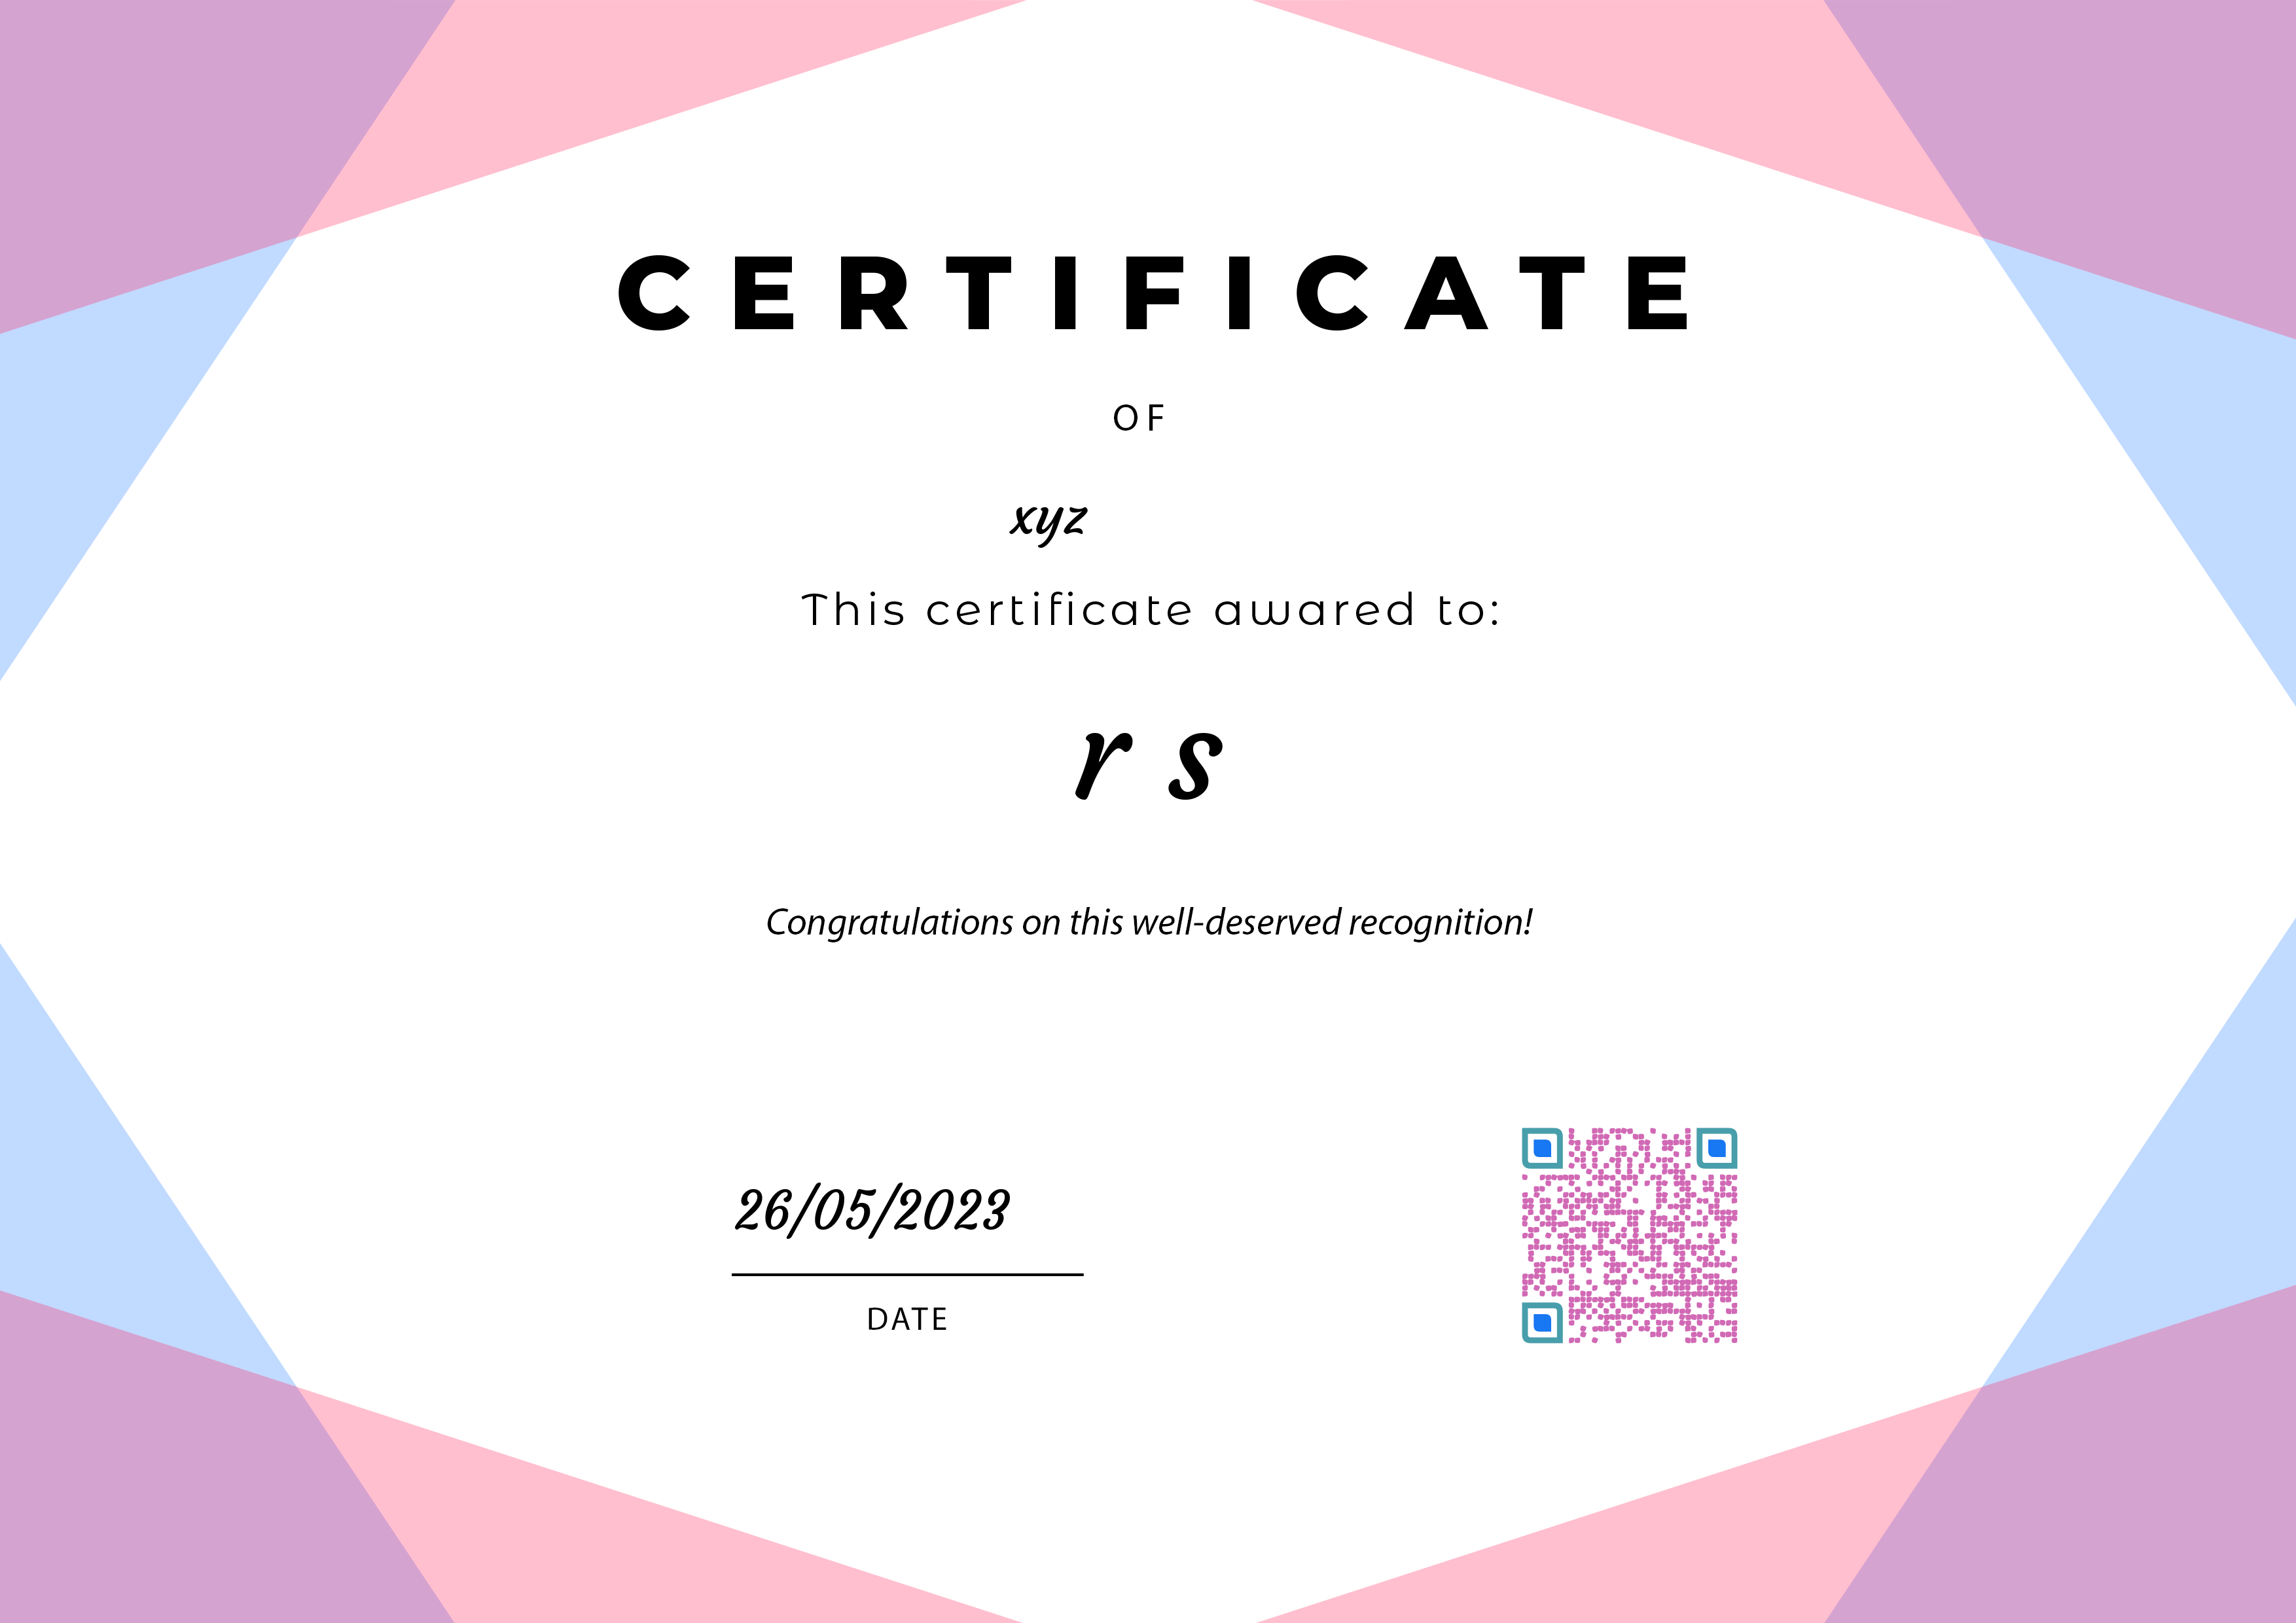 CERTIFICATE
OF
xyz
This certificate awared to:
r s
Congratulations on this well-deserved recognition!
26/05/2023
DATE